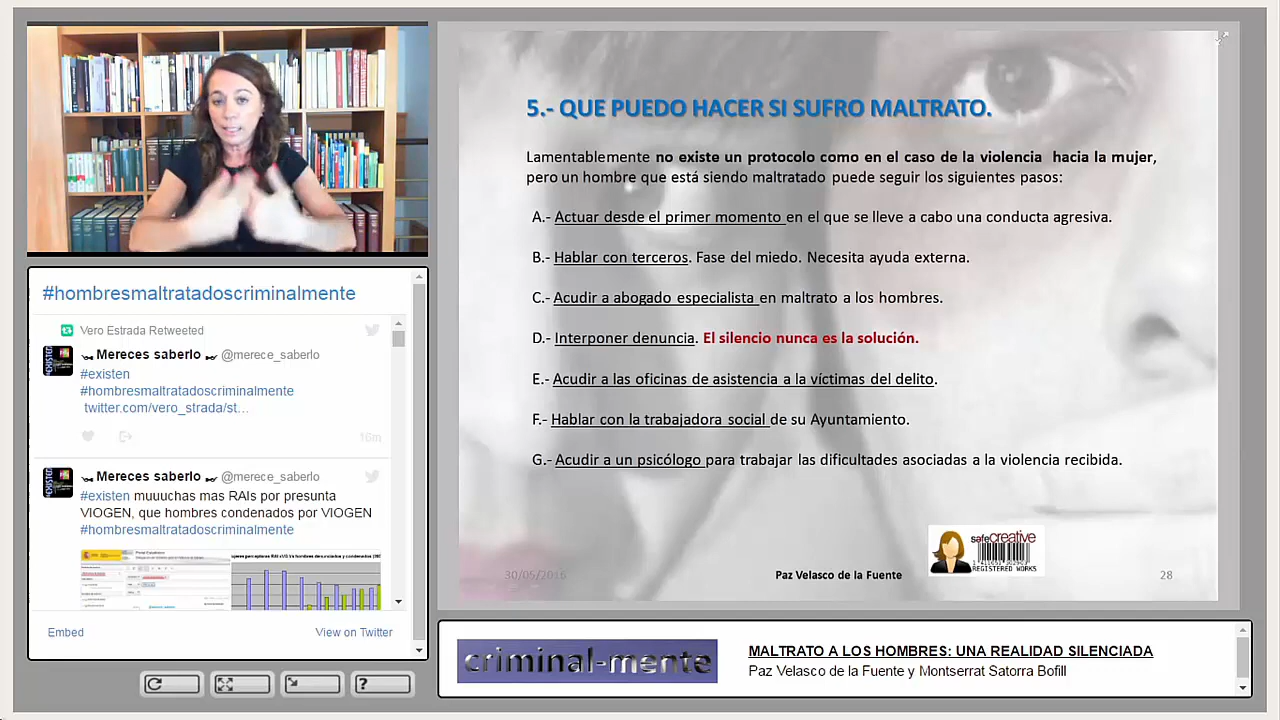 5.- QUE PUEDO HACER SI SUFRO MALTRATO.
Lamentablemente no existe un protocolo como en el caso de la violencia hacia la mujer,
pero un hombre que está siendo maltratado puede seguir los siguientes pasos:
A.- Actuar desde el primer momento en el que se lleve a cabo una conducta agresiva.
B.- Hablar con terceros. Fase del miedo. Necesita ayuda externa.
C.- Acudir a abogado especialista en maltrato a los hombres.
D.- Interponer denuncia. El silencio nunca es la solución.
E.- Acudir a las oficinas de asistencia a la víctimas del delito.
F.- Hablar con la trabajadora social de su Ayuntamiento.
G.- Acudir a un psicólogo para trabajar las dificultades asociadas a la violencia recibida.
safeCreative
REGISTERED WORKS
Paz Velasco de la Fuente
28
#hombresmaltratadoscriminalmente
Vero Estrada Retweeted
Mereces saberlo @merece_saberlo
#existen
#hombresmaltratadoscriminalmente
twitter.com/vero_strada/st…
16m
Mereces saberlo @merece_saberlo
#existen muuuchas mas RAIs por presunta
VIOGEN, que hombres condenados por VIOGEN
#hombresmaltratadoscriminalmente
Embed
View on Twitter
?
criminal-mente
MALTRATO A LOS HOMBRES: UNA REALIDAD SILENCIADA
Paz Velasco de la Fuente y Montserrat Satorra Bofill